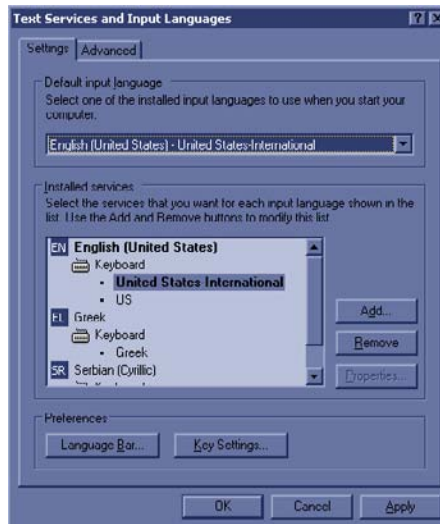 Text Services and Input Languages
Settings
Advanced
Default input language
Select one of the installed input languages to use when you start your
computer.
English (United States) - United States-International
Installed services
Select the services that you want for each input language shown in the
list. Use the Add and Remove buttons to modify this list.
EN English (United States)
Keyboard
• United States-International
• US
EL Greek
Keyboard
• Greek
SR Serbian (Cyrillic)
Add...
Remove
Properties...
Preferences
Language Bar...
Key Settings...
OK
Cancel
Apply